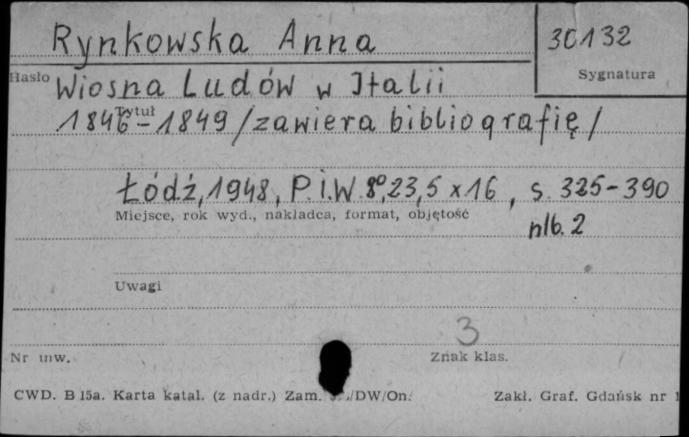 Rynkowska Anna
30132
Hasło
Sygnatura
Wiosna Ludów w Italii
Tytuł
1846-1849 /zawiera bibliografię/
Łódź, 1948, P.I.W. 8°, 23,5 x 16, s. 325-390
Miejsce, rok wyd., nakładca, format, objętość
nlb. 2
Uwagi
3
Nr inw.
Znak klas.
CWD. B 15a. Karta katal. (z nadr.) Zam. /DW/On.
Zakł. Graf. Gdańsk nr 1